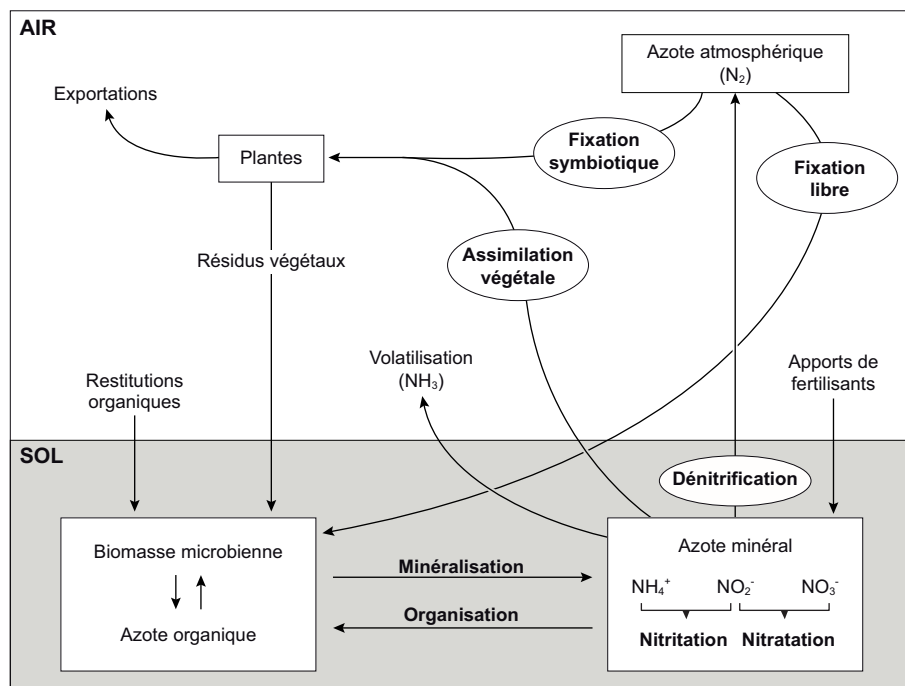 AIR
Azote atmosphérique
(N₂)
Exportations
Fixation
symbiotique
Plantes
Fixation
libre
Assimilation
végétale
Résidus végétaux
Volatilisation
(NH₃)
Apports de
fertilisants
Restitutions
organiques
SOL
Dénitrification
Biomasse microbienne
Azote organique
Minéralisation
Organisation
Azote minéral
NH₄⁺ NO₂⁻ NO₃⁻
Nitritation Nitratation